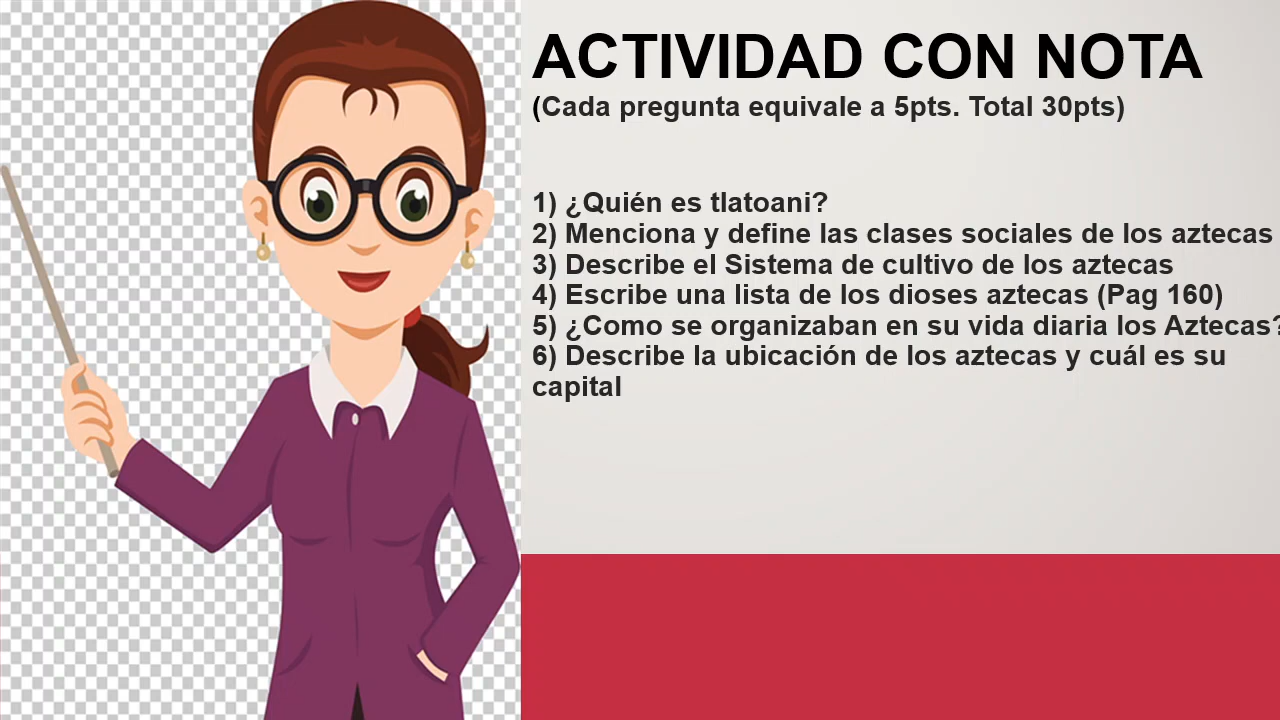 ACTIVIDAD CON NOTA
(Cada pregunta equivale a 5pts. Total 30pts)
1) ¿Quién es tlatoani?
2) Menciona y define las clases sociales de los aztecas
3) Describe el Sistema de cultivo de los aztecas
4) Escribe una lista de los dioses aztecas (Pag 160)
5) ¿Como se organizaban en su vida diaria los Aztecas?
6) Describe la ubicación de los aztecas y cuál es su
capital